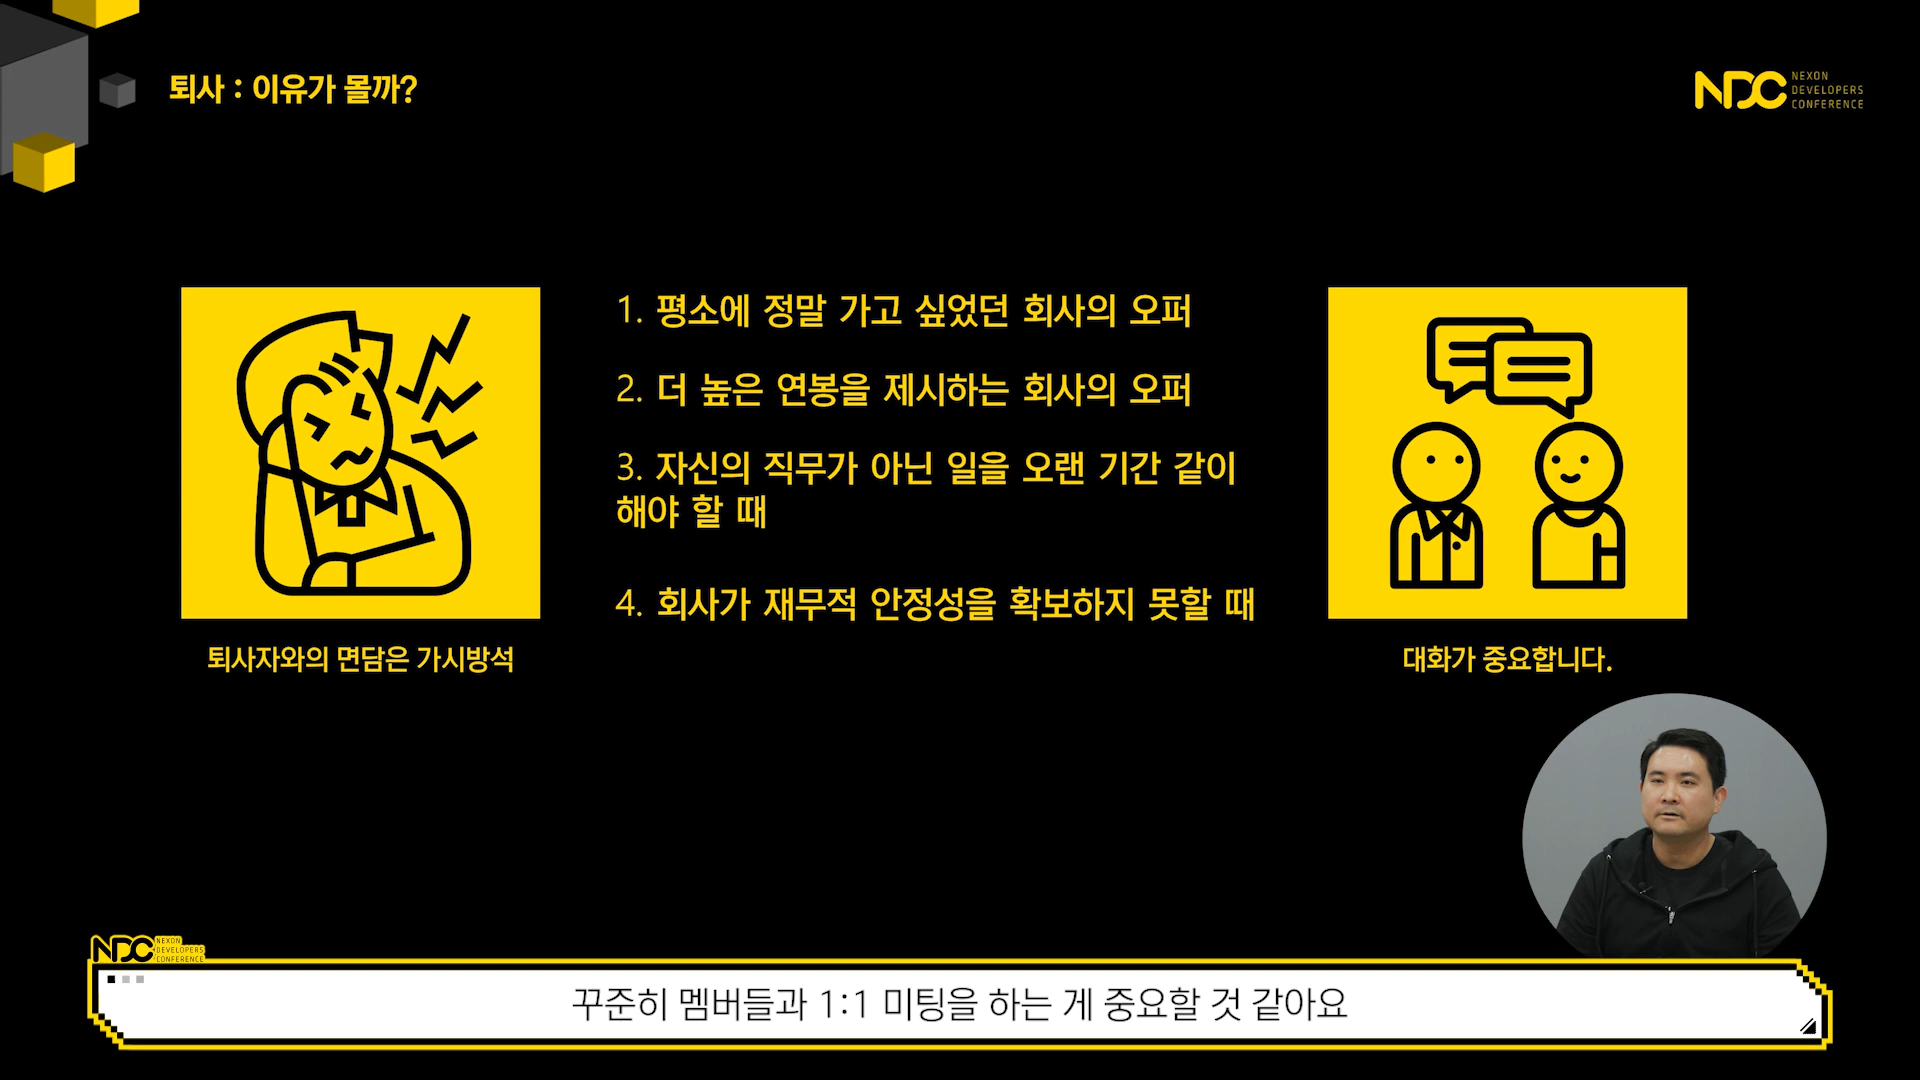 퇴사 : 이유가 몰까?
NDC NEXON
DEVELOPERS
CONFERENCE
1. 평소에 정말 가고 싶었던 회사의 오퍼
2. 더 높은 연봉을 제시하는 회사의 오퍼
3. 자신의 직무가 아닌 일을 오랜 기간 같이
해야 할 때
4. 회사가 재무적 안정성을 확보하지 못할 때
퇴사자와의 면담은 가시방석
대화가 중요합니다.
NDC NEXON
DEVELOPERS
CONFERENCE
꾸준히 멤버들과 1:1 미팅을 하는 게 중요할 것 같아요